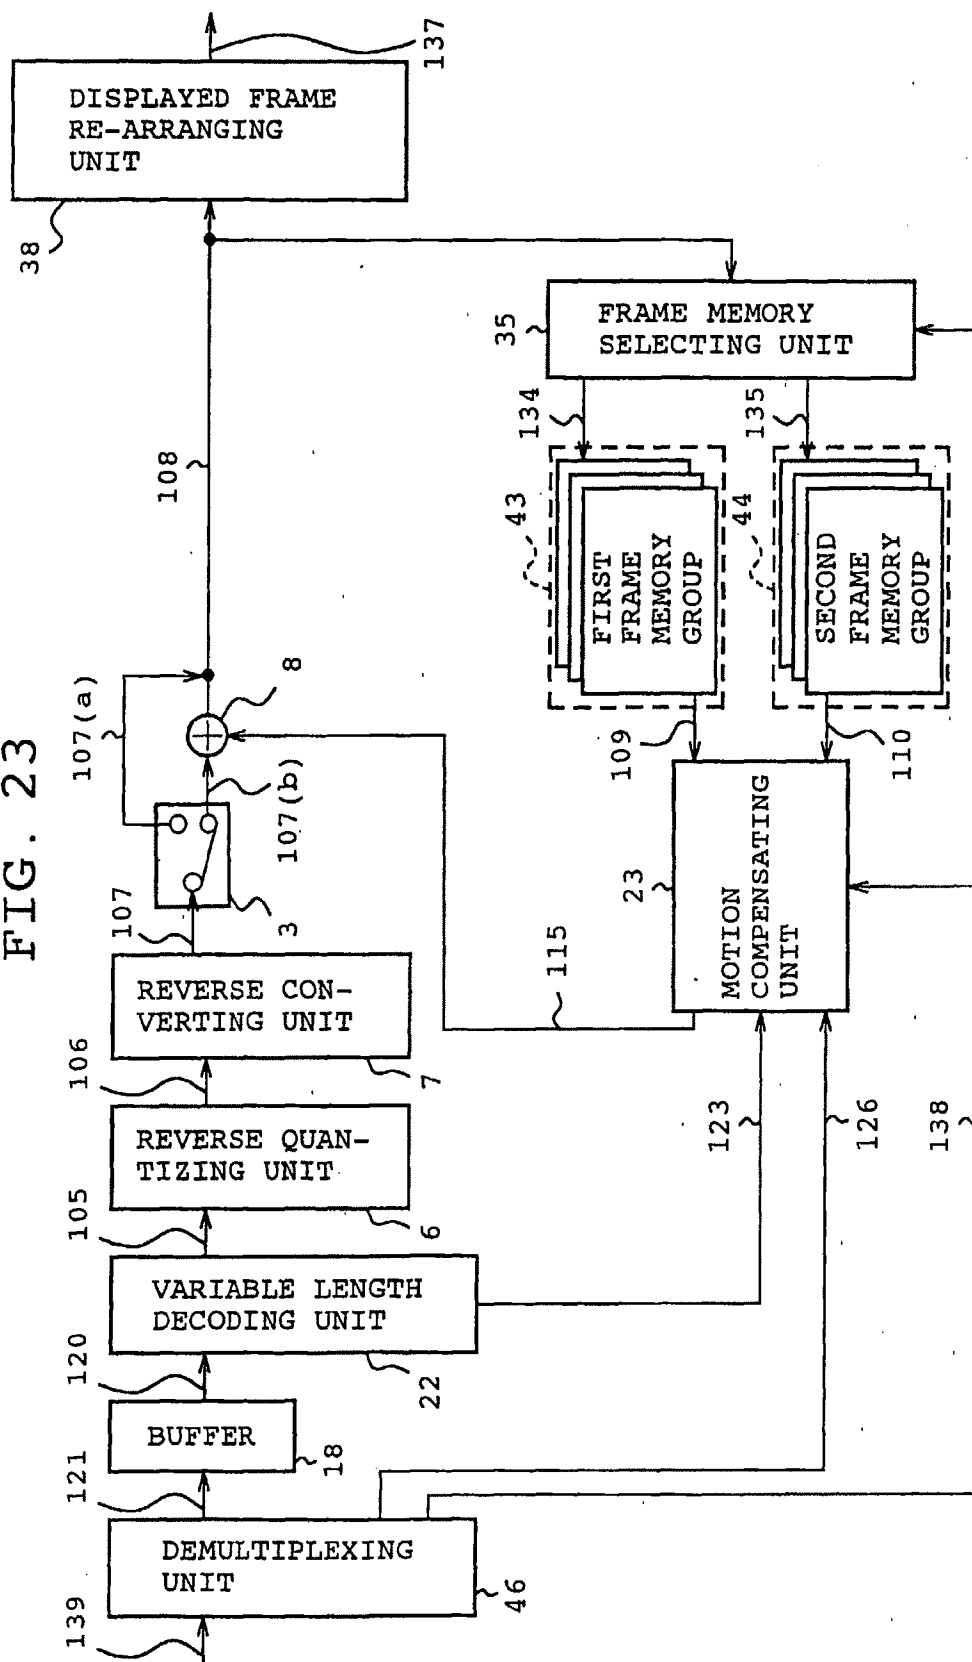 FIG. 23
137
DISPLAYED FRAME
RE-ARRANGING
UNIT
38
108
35
FRAME MEMORY
SELECTING UNIT
134
135
43
FIRST
FRAME
MEMORY
GROUP
44
SECOND
FRAME
MEMORY
GROUP
107(a)
8
107(b)
3
107
109
110
23
MOTION
COMPENSATING
UNIT
115
REVERSE CON-
VERTING UNIT
7
106
REVERSE QUAN-
TIZING UNIT
6
123
126
138
105
VARIABLE LENGTH
DECODING UNIT
22
120
BUFFER
18
121
DEMULTIPLEXING
UNIT
46
139